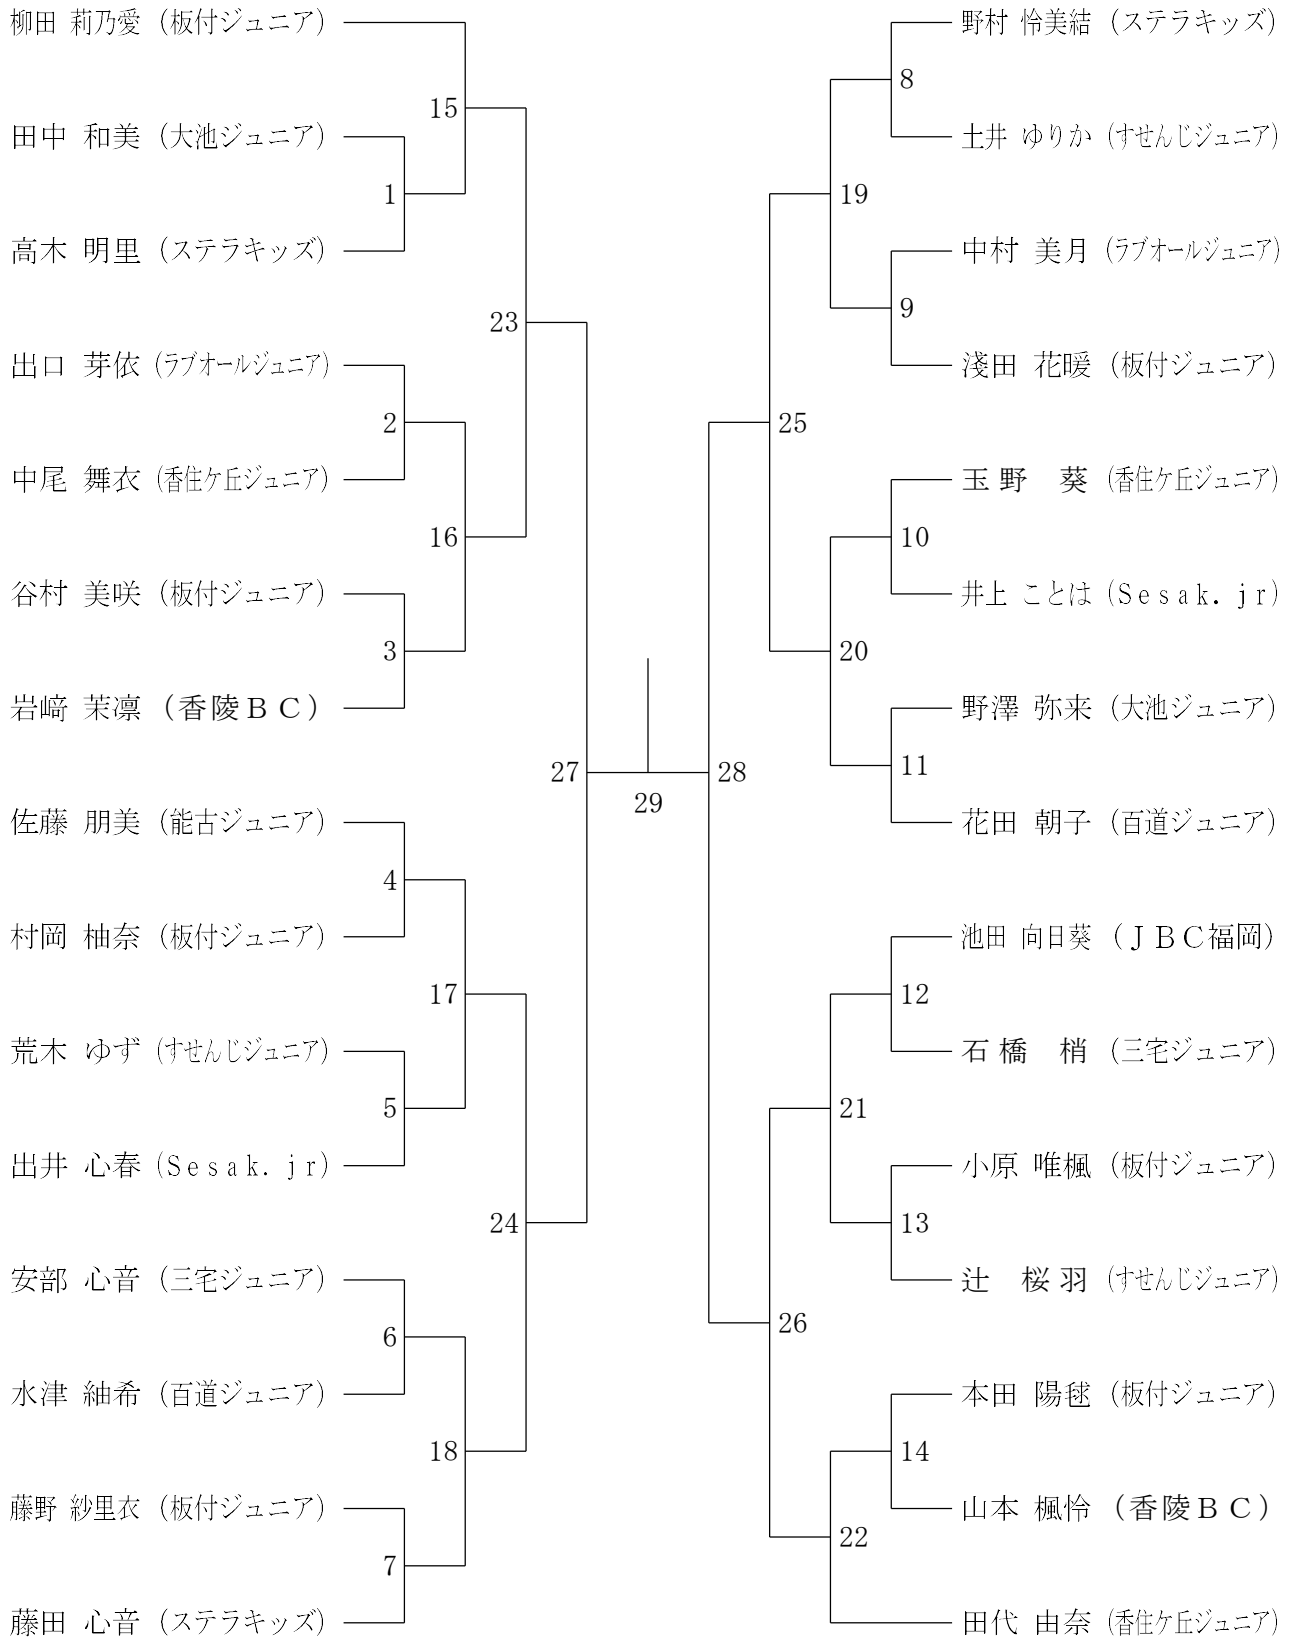 柳田 莉乃愛 (板付ジュニア)
田中 和美 (大池ジュニア)
高木 明里 (ステラキッズ)
出口 芽依 (ラブオールジュニア)
中尾 舞衣 (香住ケ丘ジュニア)
谷村 美咲 (板付ジュニア)
岩﨑 茉凛 (香陵ＢＣ)
佐藤 朋美 (能古ジュニア)
村岡 柚奈 (板付ジュニア)
荒木 ゆず (すせんじジュニア)
出井 心春 (Sesak.jr)
安部 心音 (三宅ジュニア)
水津 紬希 (百道ジュニア)
藤野 紗里衣 (板付ジュニア)
藤田 心音 (ステラキッズ)
1
2
3
4
5
6
7
15
16
17
18
23
24
27
29
28
25
26
19
20
21
22
8
9
10
11
12
13
14
野村 怜美結 (ステラキッズ)
土井 ゆりか (すせんじジュニア)
中村 美月 (ラブオールジュニア)
淺田 花暖 (板付ジュニア)
玉野 葵 (香住ケ丘ジュニア)
井上 ことは (Sesak.jr)
野澤 弥来 (大池ジュニア)
花田 朝子 (百道ジュニア)
池田 向日葵 (ＪＢＣ福岡)
石橋 梢 (三宅ジュニア)
小原 唯楓 (板付ジュニア)
辻 桜羽 (すせんじジュニア)
本田 陽毬 (板付ジュニア)
山本 楓怜 (香陵ＢＣ)
田代 由奈 (香住ケ丘ジュニア)